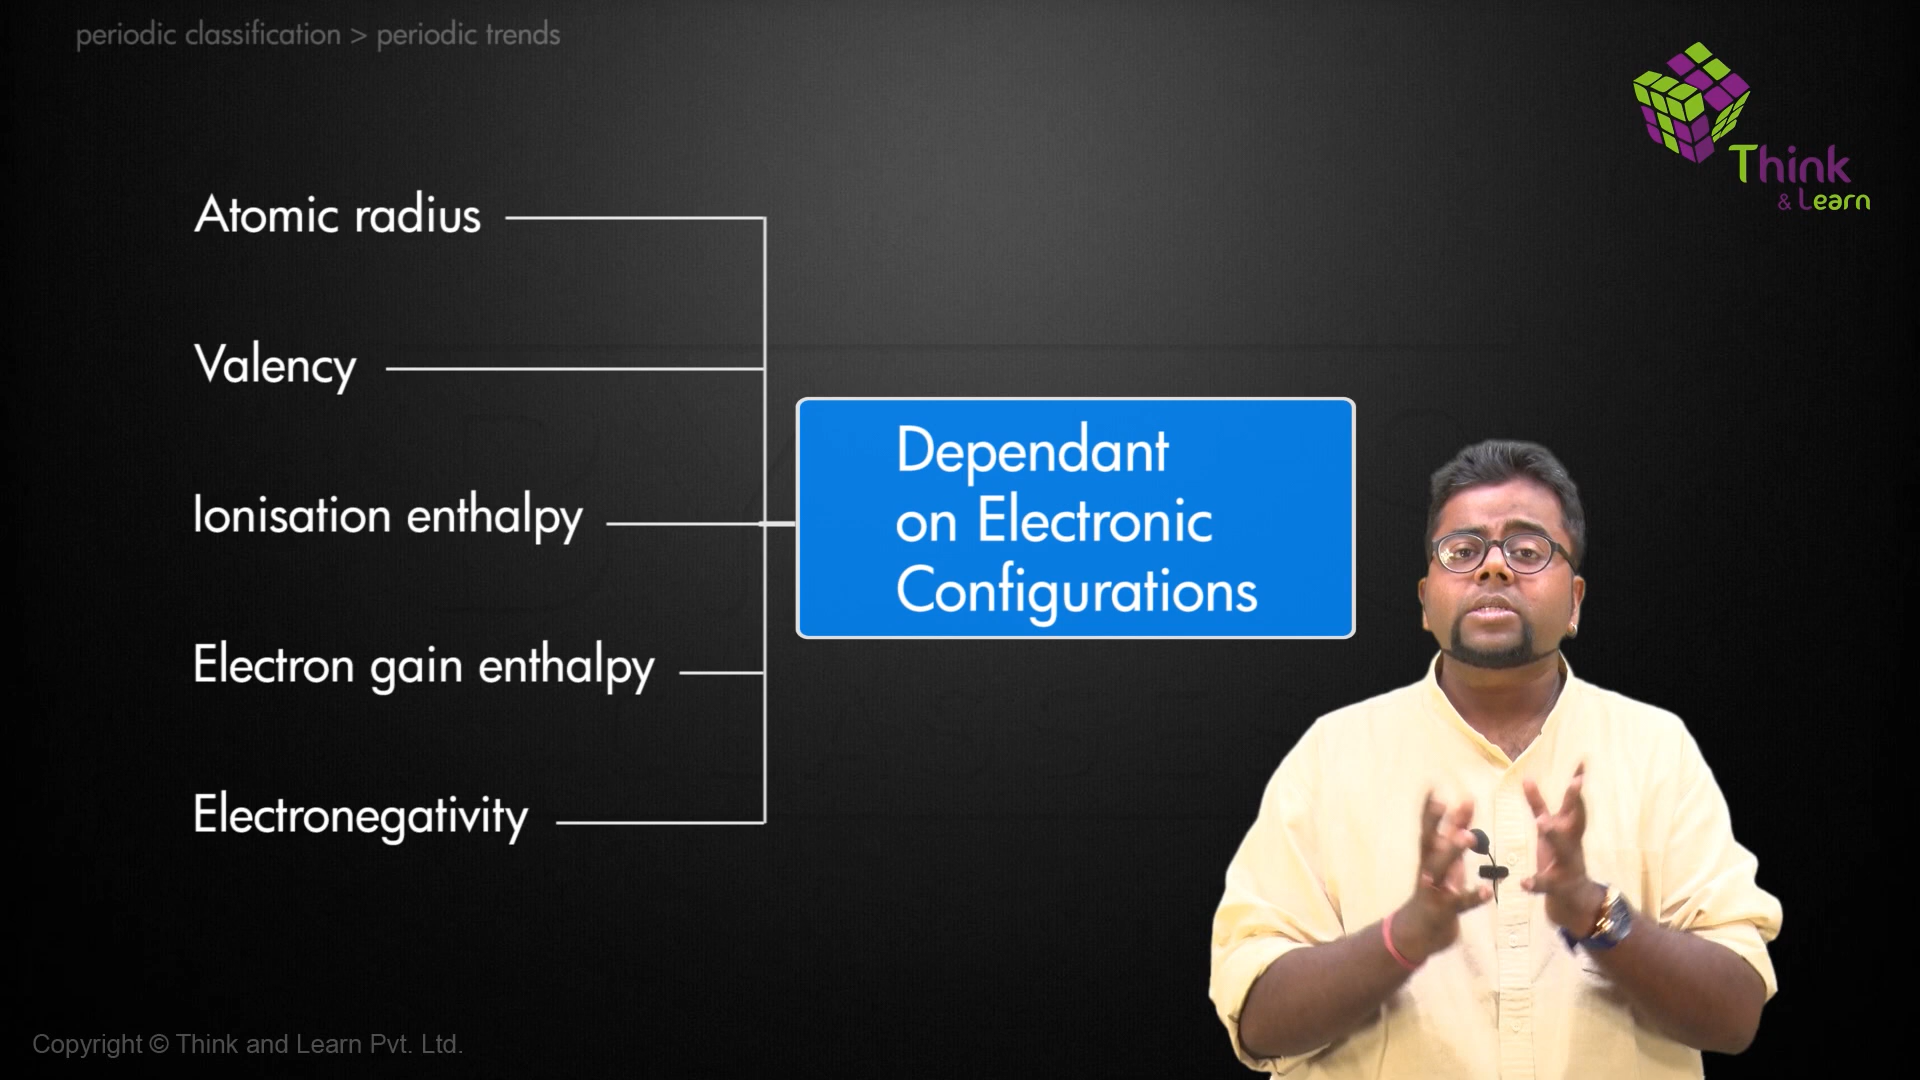 periodic classification > periodic trends
Think
& Learn
Atomic radius
Valency
Ionisation enthalpy
Electron gain enthalpy
Electronegativity
Dependant
on Electronic
Configurations
Copyright © Think and Learn Pvt. Ltd.